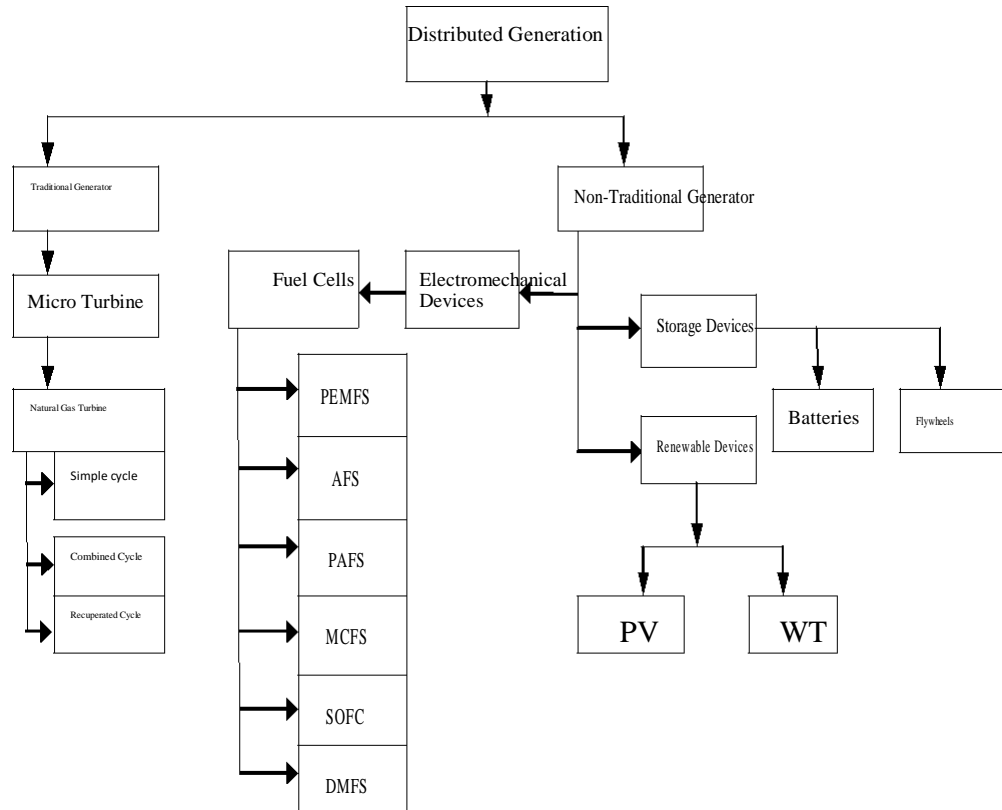 Distributed Generation
Traditional Generator
Non-Traditional Generator
Fuel Cells
Electromechanical
Devices
Micro Turbine
Storage Devices
Natural Gas Turbine
PEMFS
Batteries
Flywheels
Renewable Devices
Simple cycle
AFS
Combined Cycle
PAFS
Recuperated Cycle
MCFS
PV
WT
SOFC
DMFS